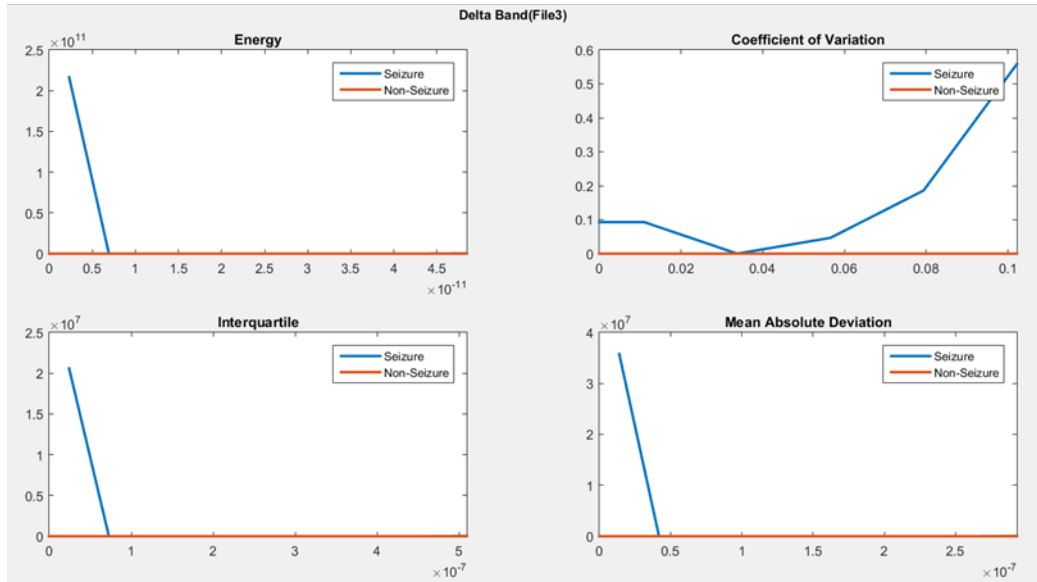 Delta Band(File3)
Energy
×10^11
2.5
2
1.5
1
0.5
0
Seizure
Non-Seizure
0 0.5 1 1.5 2 2.5 3 3.5 4 4.5
×10^-11
Coefficient of Variation
0.6
0.5
0.4
0.3
0.2
0.1
0
Seizure
Non-Seizure
0 0.02 0.04 0.06 0.08 0.1
Interquartile
×10^7
2.5
2
1.5
1
0.5
0
Seizure
Non-Seizure
0 1 2 3 4 5
×10^-7
Mean Absolute Deviation
×10^7
4
3
2
1
0
Seizure
Non-Seizure
0 0.5 1 1.5 2 2.5
×10^-7